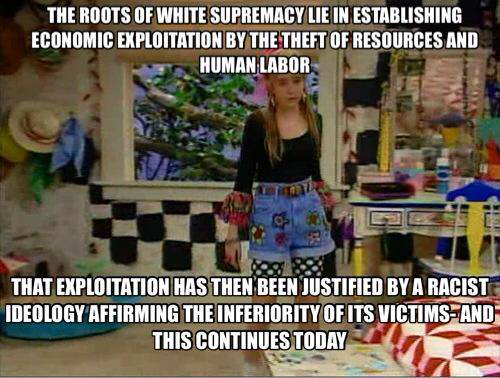 THE ROOTS OF WHITE SUPREMACY LIE IN ESTABLISHING
ECONOMIC EXPLOITATION BY THE THEFT OF RESOURCES AND
HUMAN LABOR
THAT EXPLOITATION HAS THEN BEEN JUSTIFIED BY A RACIST
IDEOLOGY AFFIRMING THE INFERIORITY OF ITS VICTIMS- AND
THIS CONTINUES TODAY